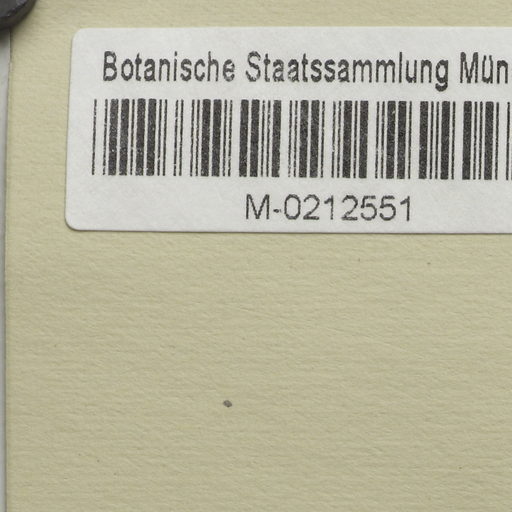 Botanische Staatssammlung Mün
M-0212551